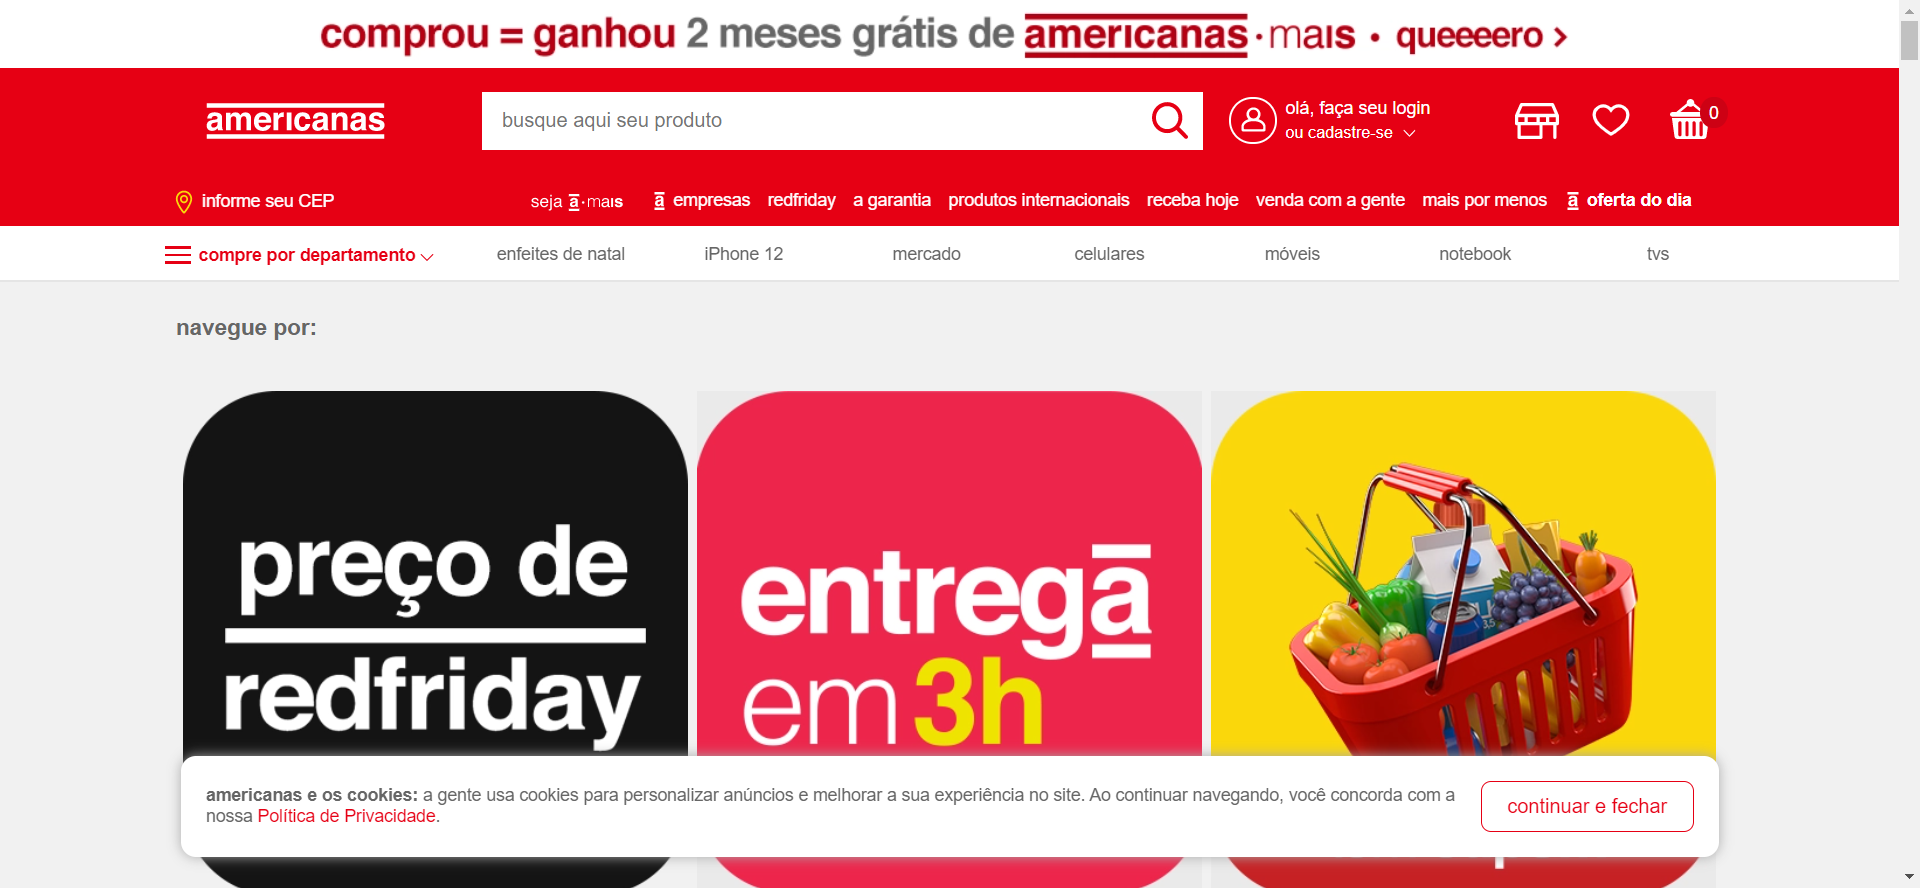 comprou = ganhou 2 meses grátis de americanas • mais • queeeero >
americanas
busque aqui seu produto
olá, faça seu login
ou cadastre-se
0
informe seu CEP
seja a•mais
a empresas
redfriday
a garantia
produtos internacionais
receba hoje
venda com a gente
mais por menos
a oferta do dia
compre por departamento
enfeites de natal
iPhone 12
mercado
celulares
móveis
notebook
tvs
navegue por:
preço de
redfriday
entrega
em 3h
americanas e os cookies: a gente usa cookies para personalizar anúncios e melhorar a sua experiência no site. Ao continuar navegando, você concorda com a
nossa Política de Privacidade.
continuar e fechar